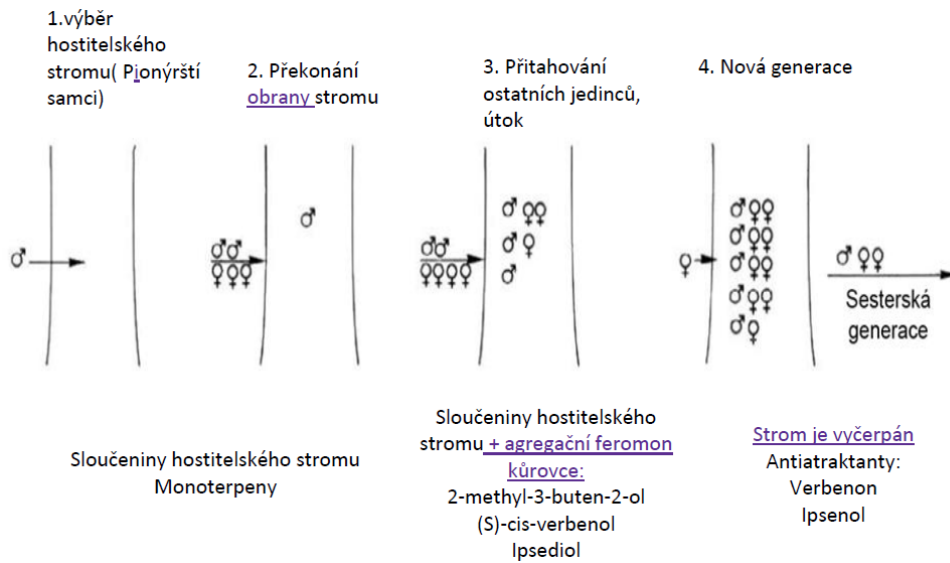 1.výběr
hostitelského
stromu( Pionýrští
samci)
2. Překonání
obrany stromu
3. Přitahování
ostatních jedinců,
útok
4. Nová generace
♂
♂♂
♀♀♀
♂
♂♂
♀♀♀♀
♂♀♀
♂♀
♂
♀
♂♀♀
♂♀♀
♂♀♀
♂♀♀
♂♀
♂♀♀
Sesterská
generace
Sloučeniny hostitelského stromu
Monoterpeny
Sloučeniny hostitelského
stromu + agregační feromon
kůrovce:
2-methyl-3-buten-2-ol
(S)-cis-verbenol
Ipsediol
Strom je vyčerpán
Antiatraktanty:
Verbenon
Ipsenol